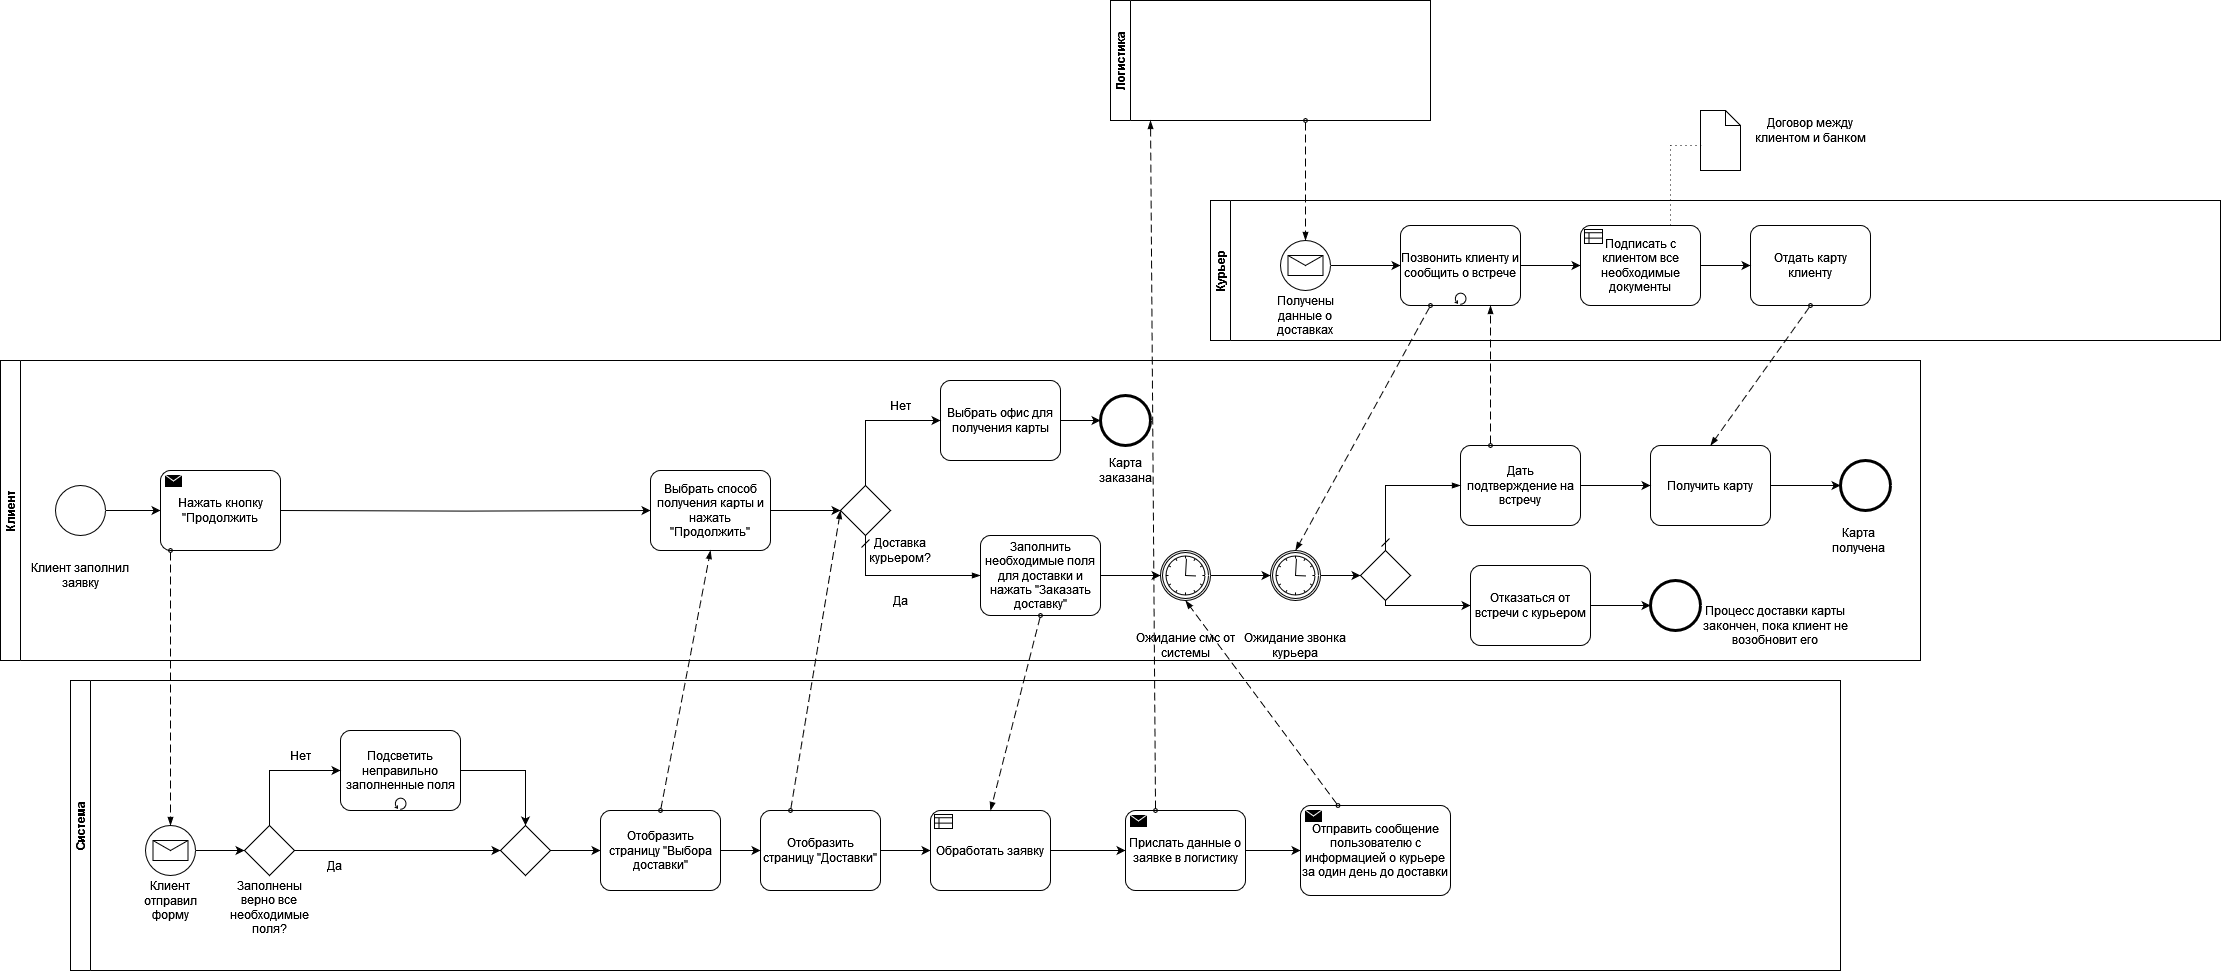 Логистика
Договор между
клиентом и банком
Курьер
Получены
данные о
доставках
Позвонить клиенту и
сообщить о встрече
Подписать с
клиентом все
необходимые
документы
Отдать карту
клиенту
Клиент
Клиент заполнил
заявку
Нажать кнопку
"Продолжить
Выбрать способ
получения карты и
нажать
"Продолжить"
Нет
Доставка
курьером?
Да
Выбрать офис для
получения карты
Карта
заказана
Заполнить
необходимые поля
для доставки и
нажать "Заказать
доставку"
Ожидание смс от
системы
Ожидание звонка
курьера
Дать
подтверждение на
встречу
Получить карту
Карта
получена
Отказаться от
встречи с курьером
Процесс доставки карты
закончен, пока клиент не
возобновит его
Система
Клиент
отправил
форму
Заполнены
верно все
необходимые
поля?
Нет
Да
Подсветить
неправильно
заполненные поля
Отобразить
страницу "Выбора
доставки"
Отобразить
страницу "Доставки"
Обработать заявку
Прислать данные о
заявке в логистику
Отправить сообщение
пользователю с
информацией о курьере
за один день до доставки